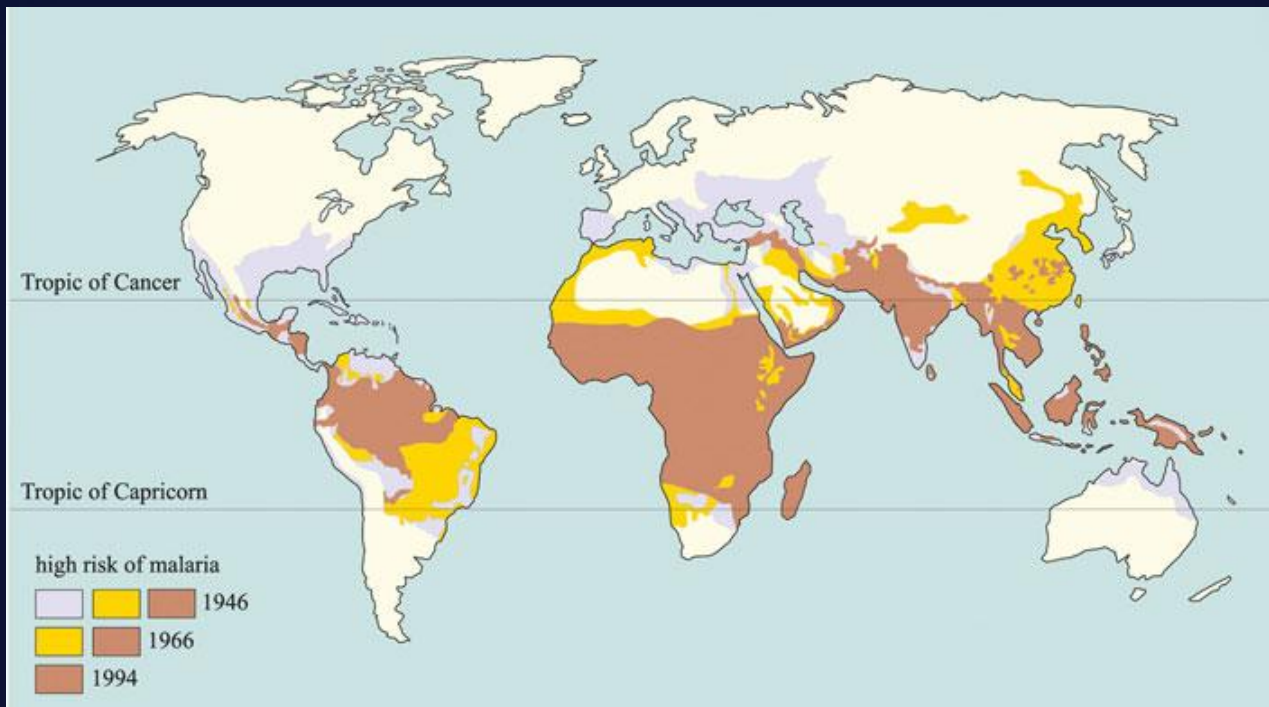 Tropic of Cancer
Tropic of Capricorn
high risk of malaria
1946
1966
1994